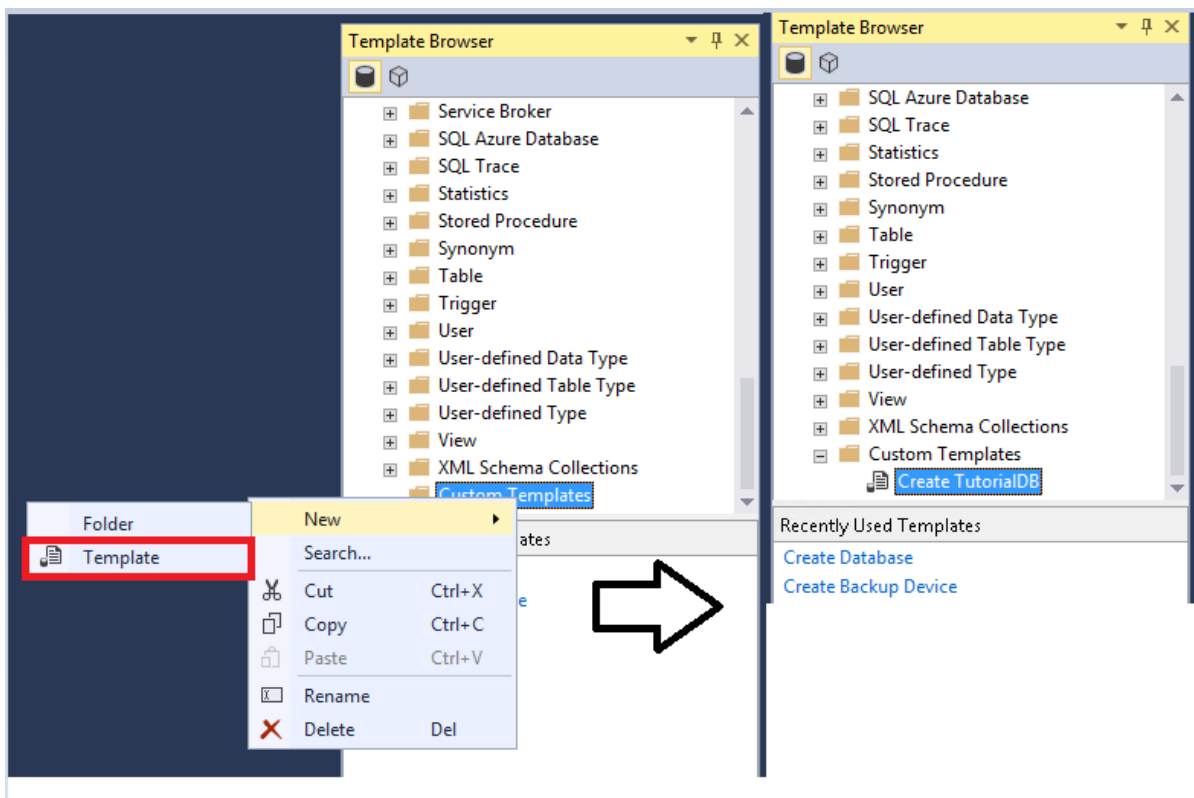 Template Browser
Service Broker
SQL Azure Database
SQL Trace
Statistics
Stored Procedure
Synonym
Table
Trigger
User
User-defined Data Type
User-defined Table Type
User-defined Type
View
XML Schema Collections
Custom Templates
Folder
Template
New
Search...
Cut Ctrl+X
Copy Ctrl+C
Paste Ctrl+V
Rename
Delete Del
ates
e
Template Browser
SQL Azure Database
SQL Trace
Statistics
Stored Procedure
Synonym
Table
Trigger
User
User-defined Data Type
User-defined Table Type
User-defined Type
View
XML Schema Collections
Custom Templates
Create TutorialDB
Recently Used Templates
Create Database
Create Backup Device